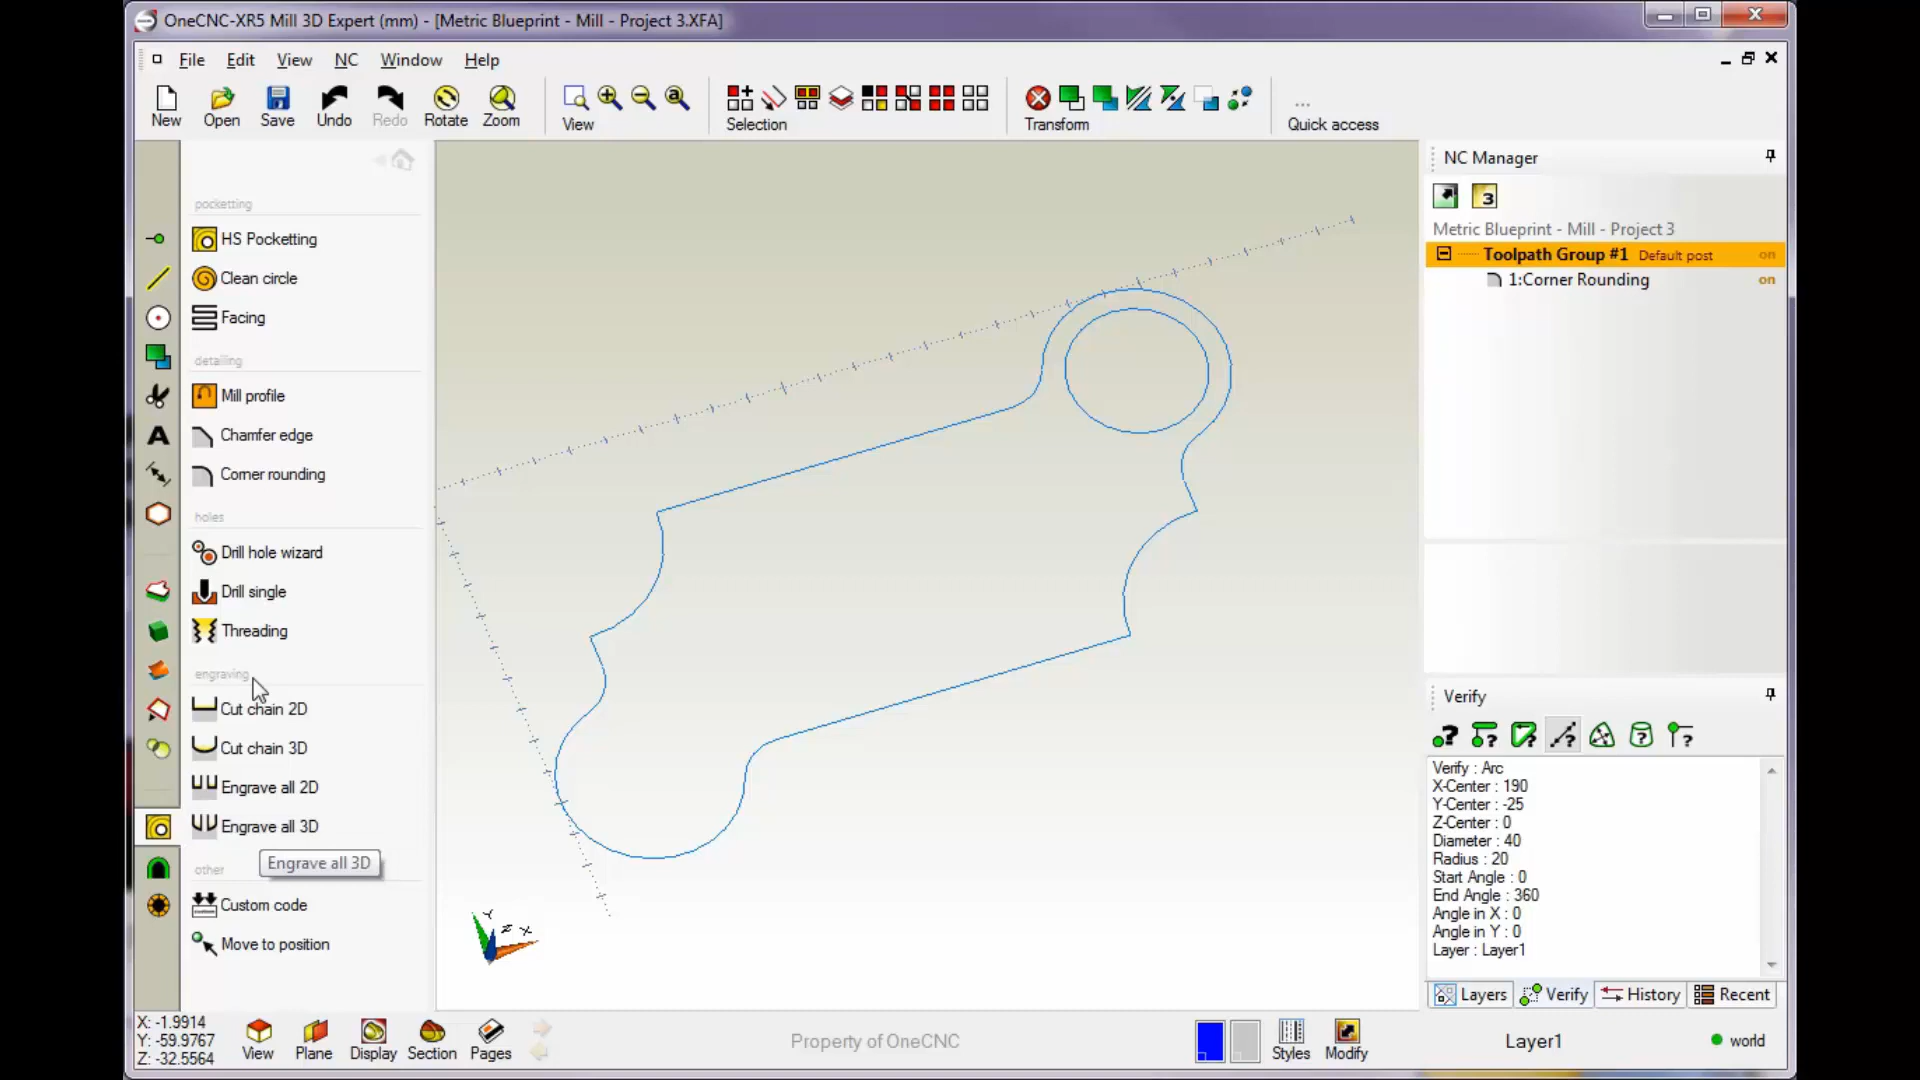 OneCNC-XR5 Mill 3D Expert (mm) - [Metric Blueprint - Mill - Project 3.XFA]
File Edit View NC Window Help
New Open Save Undo Redo Rotate Zoom View Selection Transform ... Quick access
pocketting
HS Pocketting
Clean circle
Facing
detailing
Mill profile
Chamfer edge
Corner rounding
holes
Drill hole wizard
Drill single
Threading
engraving
Cut chain 2D
Cut chain 3D
Engrave all 2D
Engrave all 3D
Engrave all 3D
other
Custom code
Move to position
A
Y Z X
NC Manager
3
Metric Blueprint - Mill - Project 3
Toolpath Group #1 Default post on
1:Corner Rounding on
Verify
Verify : Arc
X-Center : 190
Y-Center : -25
Z-Center : 0
Diameter : 40
Radius : 20
Start Angle : 0
End Angle : 360
Angle in X : 0
Angle in Y : 0
Layer : Layer1
Layers Verify History Recent
X: -1.9914
Y: -59.9767
Z: -32.5564
View Plane Display Section Pages
Property of OneCNC
Styles Modify
Layer1
world